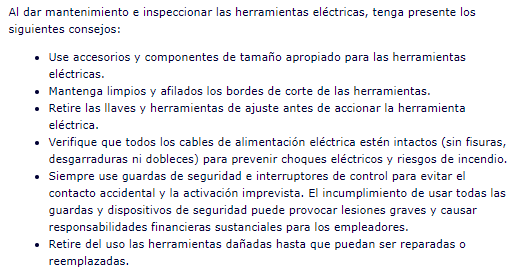 Al dar mantenimiento e inspeccionar las herramientas eléctricas, tenga presente los
siguientes consejos:
• Use accesorios y componentes de tamaño apropiado para las herramientas
eléctricas.
• Mantenga limpios y afilados los bordes de corte de las herramientas.
• Retire las llaves y herramientas de ajuste antes de accionar la herramienta
eléctrica.
• Verifique que todos los cables de alimentación eléctrica estén intactos (sin fisuras,
desgarraduras ni dobleces) para prevenir choques eléctricos y riesgos de incendio.
• Siempre use guardas de seguridad e interruptores de control para evitar el
contacto accidental y la activación imprevista. El incumplimiento de usar todas las
guardas y dispositivos de seguridad puede provocar lesiones graves y causar
responsabilidades financieras sustanciales para los empleadores.
• Retire del uso las herramientas dañadas hasta que puedan ser reparadas o
reemplazadas.